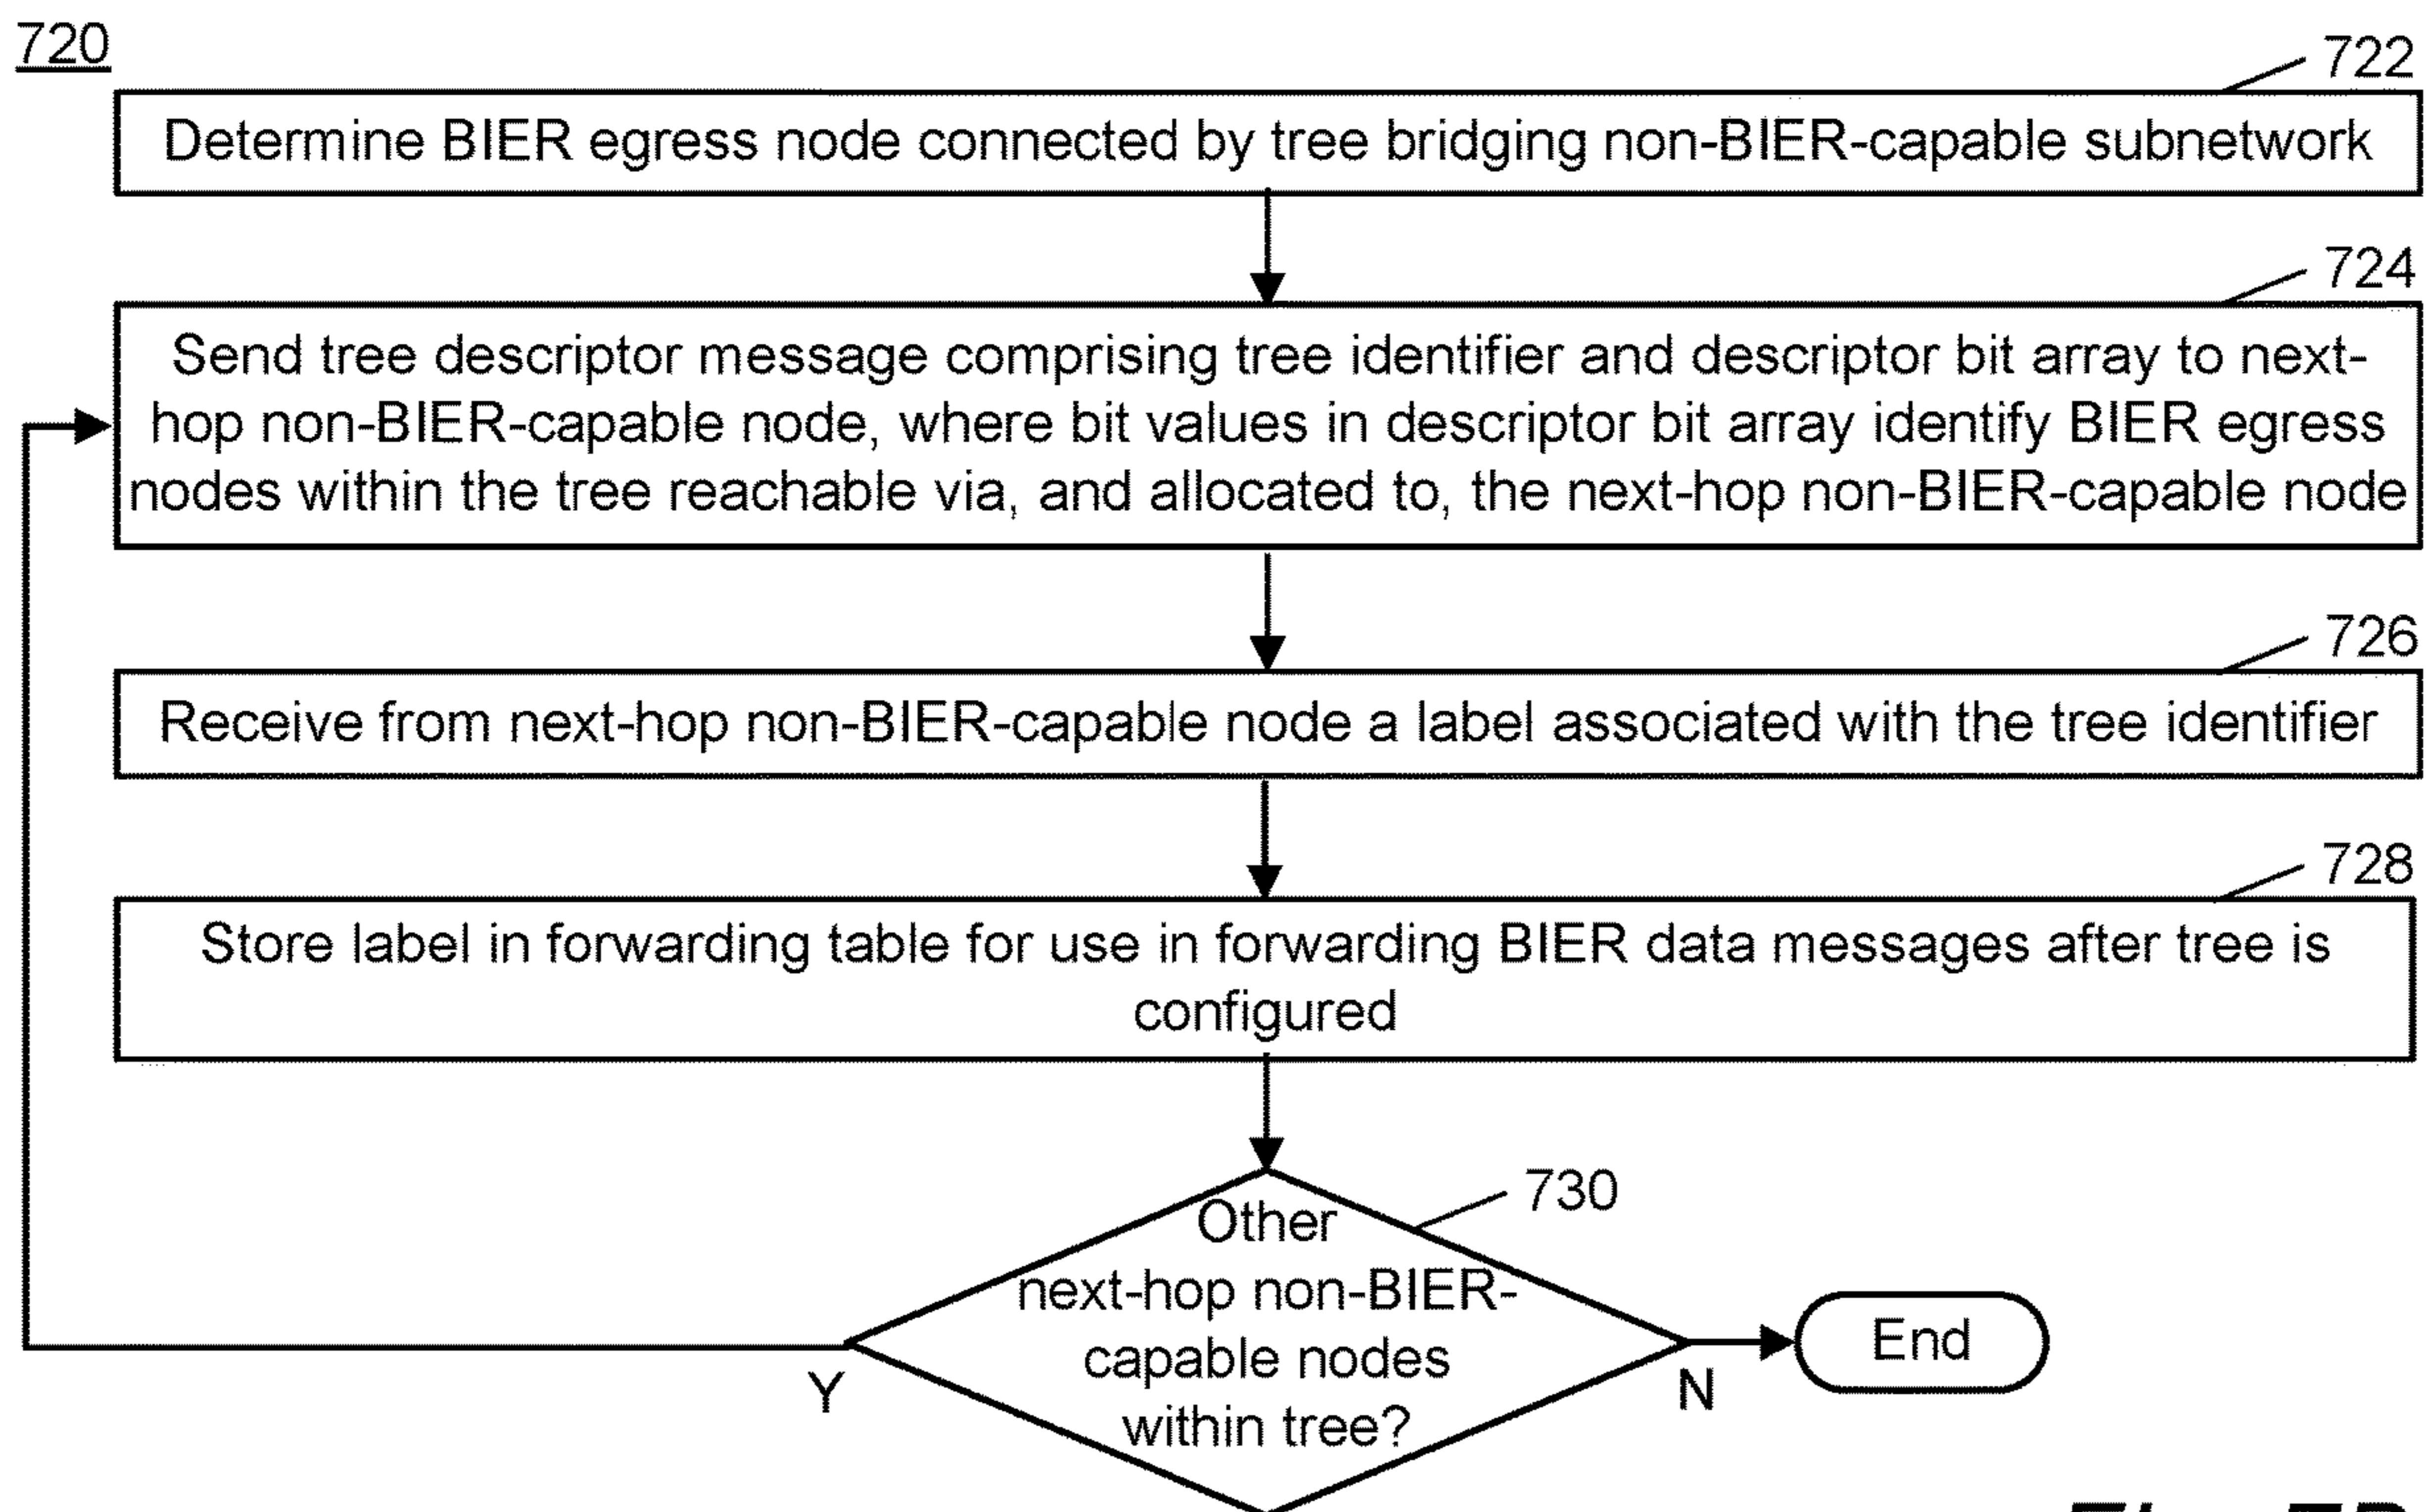 720
722
Determine BIER egress node connected by tree bridging non-BIER-capable subnetwork
724
Send tree descriptor message comprising tree identifier and descriptor bit array to next-
hop non-BIER-capable node, where bit values in descriptor bit array identify BIER egress
nodes within the tree reachable via, and allocated to, the next-hop non-BIER-capable node
726
Receive from next-hop non-BIER-capable node a label associated with the tree identifier
728
Store label in forwarding table for use in forwarding BIER data messages after tree is
configured
730
Other
next-hop non-BIER-
capable nodes
within tree?
Y
N
End